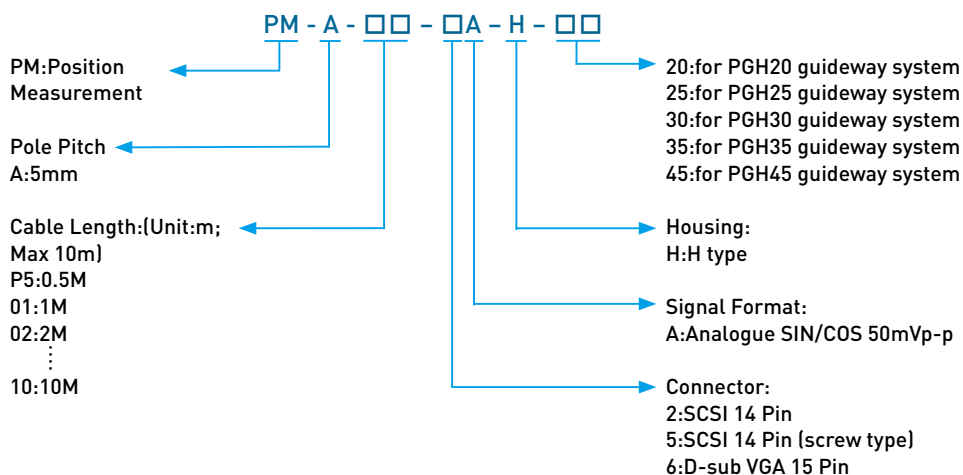 PM - A - □□ – □A – H – □□
PM:Position
Measurement
Pole Pitch
A:5mm
Cable Length:(Unit:m;
Max 10m)
P5:0.5M
01:1M
02:2M
⋮
10:10M
20:for PGH20 guideway system
25:for PGH25 guideway system
30:for PGH30 guideway system
35:for PGH35 guideway system
45:for PGH45 guideway system
Housing:
H:H type
Signal Format:
A:Analogue SIN/COS 50mVp-p
Connector:
2:SCSI 14 Pin
5:SCSI 14 Pin (screw type)
6:D-sub VGA 15 Pin